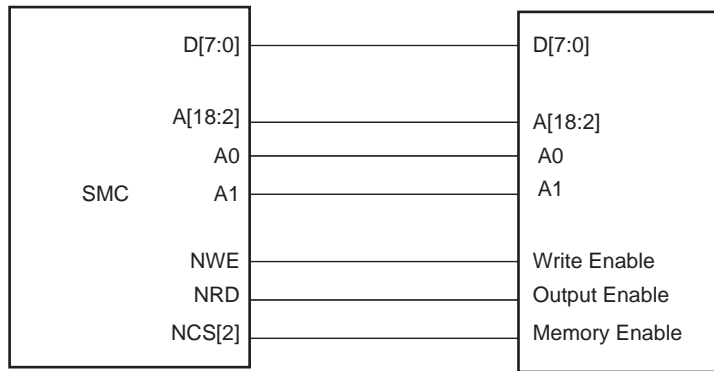 D[7:0] D[7:0]
A[18:2] A[18:2]
A0 A0
SMC A1 A1
NWE Write Enable
NRD Output Enable
NCS[2] Memory Enable